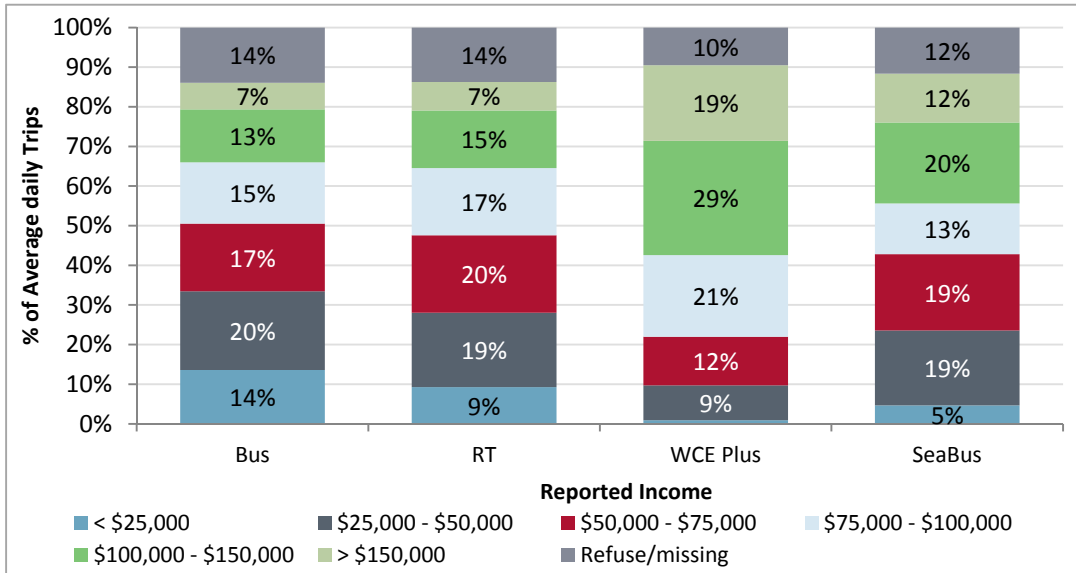 100%
90%
80%
70%
60%
50%
40%
30%
20%
10%
0%
% of Average daily Trips
14% 14% 10% 12%
7% 7% 19% 12%
13% 15% 29% 20%
15% 17% 21% 13%
17% 20% 12% 19%
20% 19% 9% 19%
14% 9% 5%
Bus RT WCE Plus SeaBus
Reported Income
< $25,000 $25,000 - $50,000 $50,000 - $75,000 $75,000 - $100,000
$100,000 - $150,000 > $150,000 Refuse/missing